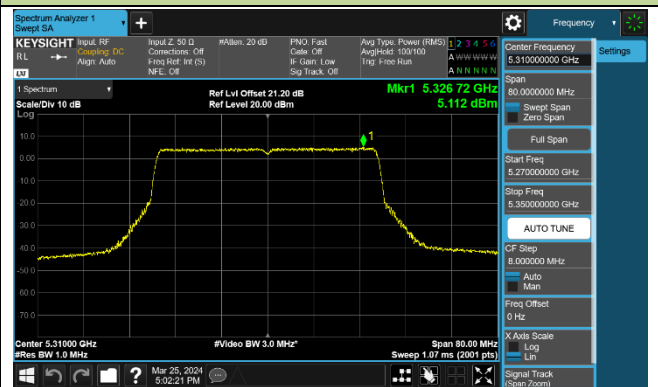 Spectrum Analyzer 1
Swept SA
Frequency
KEYSIGHT
RL
LXI
Input: RF
Coupling: DC
Align: Auto
Input Z: 50 Ω
Corrections: Off
Freq Ref: Int (S)
NFE: Off
#Atten: 20 dB
PNO: Fast
Gate: Off
IF Gain: Low
Sig Track: Off
Avg Type: Power (RMS)
Avg|Hold: 100/100
Trig: Free Run
1 2 3 4 5 6
A W W W W W
A N N N N N
1 Spectrum
Scale/Div 10 dB
Log
Ref Lvl Offset 21.20 dB
Ref Level 20.00 dBm
Mkr1 5.326 72 GHz
5.112 dBm
1
10.0
0.00
-10.0
-20.0
-30.0
-40.0
-50.0
-60.0
-70.0
Center 5.31000 GHz
#Res BW 1.0 MHz
#Video BW 3.0 MHz*
Span 80.00 MHz
Sweep 1.07 ms (2001 pts)
Center Frequency
5.310000000 GHz
Span
80.0000000 MHz
Swept Span
Zero Span
Full Span
Start Freq
5.270000000 GHz
Stop Freq
5.350000000 GHz
AUTO TUNE
CF Step
8.000000 MHz
Auto
Man
Freq Offset
0 Hz
X Axis Scale
Log
Lin
Signal Track
(Span Zoom)
Settings
?
Mar 25, 2024
5:02:21 PM